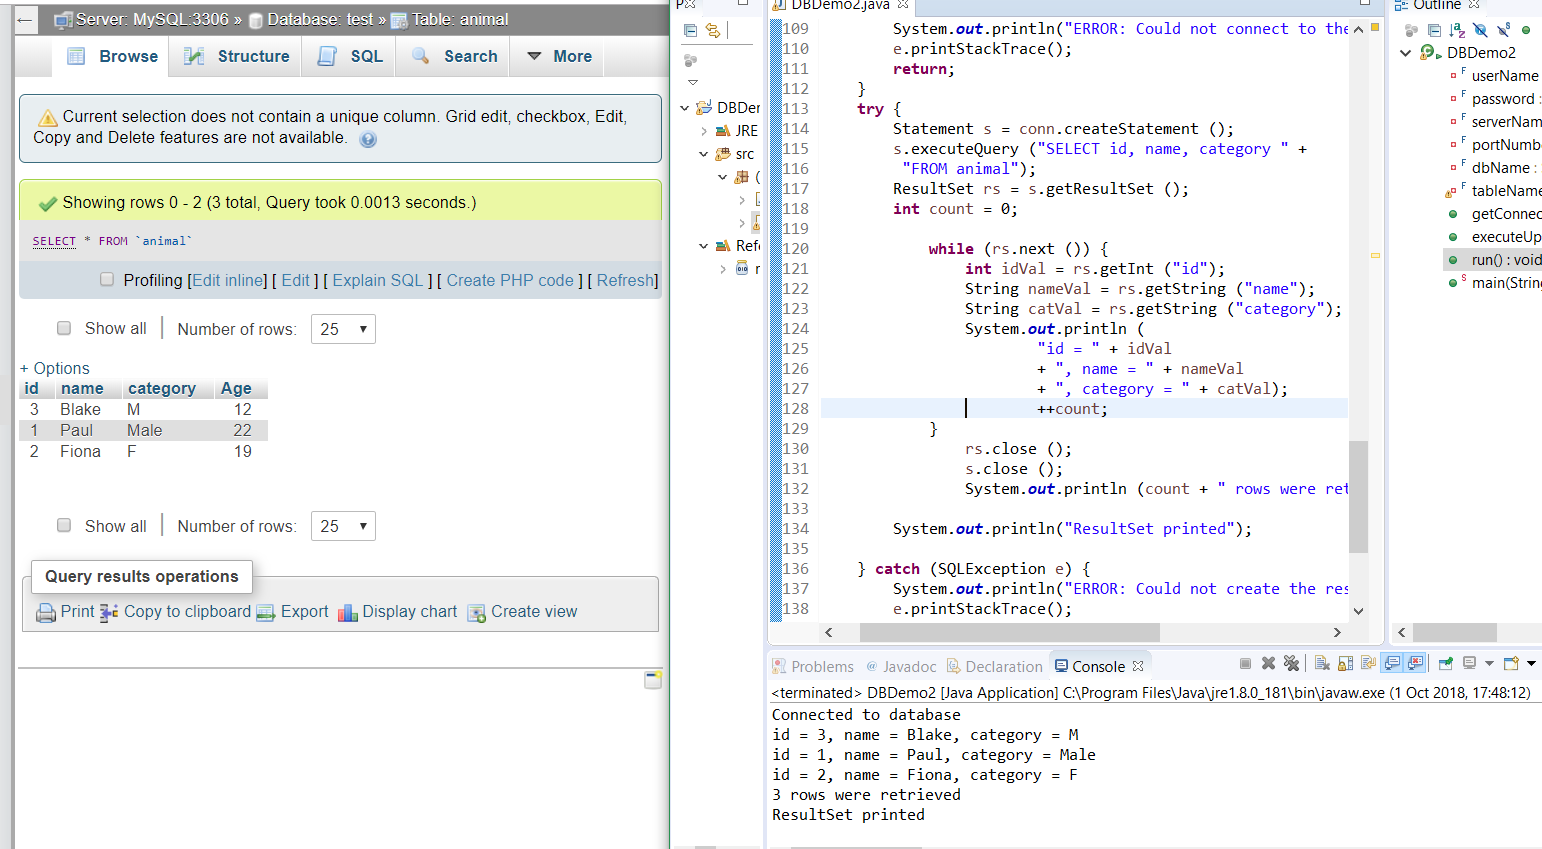 Server: MySQL:3306 » Database: test » Table: animal
Browse Structure SQL Search More
Current selection does not contain a unique column. Grid edit, checkbox, Edit,
Copy and Delete features are not available.
Showing rows 0 - 2 (3 total, Query took 0.0013 seconds.)
SELECT * FROM `animal`
Profiling [Edit inline] [ Edit ] [ Explain SQL ] [ Create PHP code ] [ Refresh]
Show all Number of rows: 25
+ Options
id name category Age
3 Blake M 12
1 Paul Male 22
2 Fiona F 19
Show all Number of rows: 25
Query results operations
Print Copy to clipboard Export Display chart Create view
DBDem
JRE
src
Refe
DBDemo2.java
109 System.out.println("ERROR: Could not connect to the
110 e.printStackTrace();
111 return;
112 }
113 try {
114 Statement s = conn.createStatement ();
115 s.executeQuery ("SELECT id, name, category " +
116 "FROM animal");
117 ResultSet rs = s.getResultSet ();
118 int count = 0;
119
120 while (rs.next ()) {
121 int idVal = rs.getInt ("id");
122 String nameVal = rs.getString ("name");
123 String catVal = rs.getString ("category");
124 System.out.println (
125 "id = " + idVal
126 + ", name = " + nameVal
127 + ", category = " + catVal);
128 ++count;
129 }
130 rs.close ();
131 s.close ();
132 System.out.println (count + " rows were ret
133
134 System.out.println("ResultSet printed");
135
136 } catch (SQLException e) {
137 System.out.println("ERROR: Could not create the res
138 e.printStackTrace();
Outline
DBDemo2
userName
password :
serverNam
portNumb
dbName :
tableName
getConnec
executeUp
run() : void
main(String
Problems @ Javadoc Declaration Console
<terminated> DBDemo2 [Java Application] C:\Program Files\Java\jre1.8.0_181\bin\javaw.exe (1 Oct 2018, 17:48:12)
Connected to database
id = 3, name = Blake, category = M
id = 1, name = Paul, category = Male
id = 2, name = Fiona, category = F
3 rows were retrieved
ResultSet printed